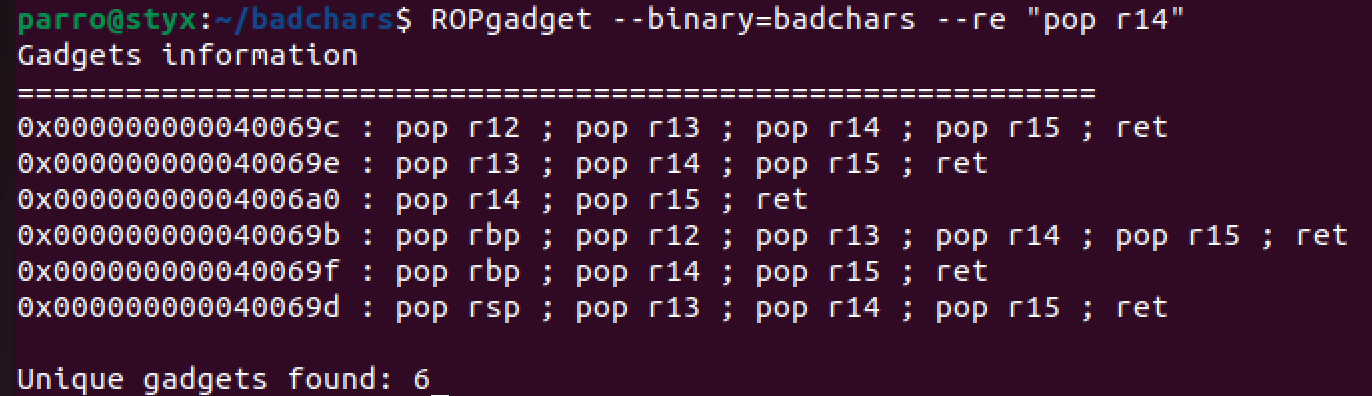 parro@styx:~/badchars$ ROPgadget --binary=badchars --re "pop r14"
Gadgets information
============================================================
0x000000000040069c : pop r12 ; pop r13 ; pop r14 ; pop r15 ; ret
0x000000000040069e : pop r13 ; pop r14 ; pop r15 ; ret
0x00000000004006a0 : pop r14 ; pop r15 ; ret
0x000000000040069b : pop rbp ; pop r12 ; pop r13 ; pop r14 ; pop r15 ; ret
0x000000000040069f : pop rbp ; pop r14 ; pop r15 ; ret
0x000000000040069d : pop rsp ; pop r13 ; pop r14 ; pop r15 ; ret

Unique gadgets found: 6